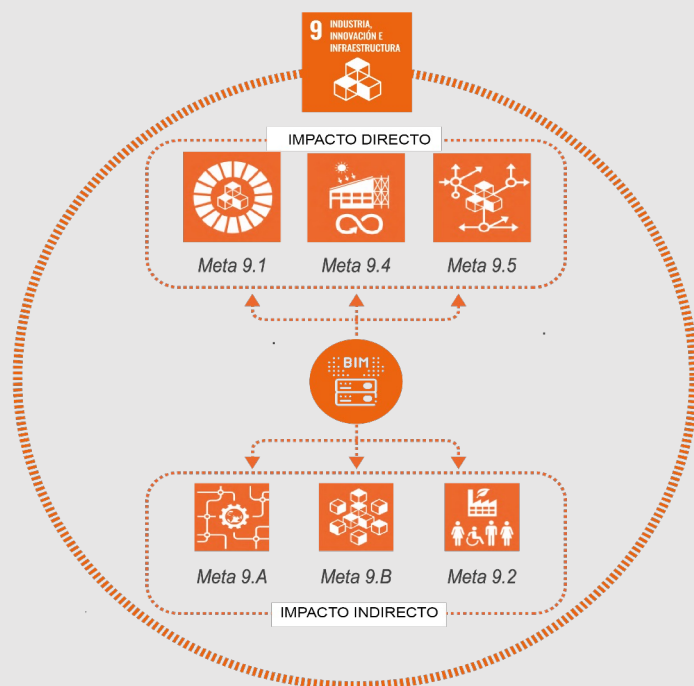 9 INDUSTRIA,
INNOVACIÓN E
INFRAESTRUCTURA
IMPACTO DIRECTO
Meta 9.1 Meta 9.4 Meta 9.5
BIM
Meta 9.A Meta 9.B Meta 9.2
IMPACTO INDIRECTO